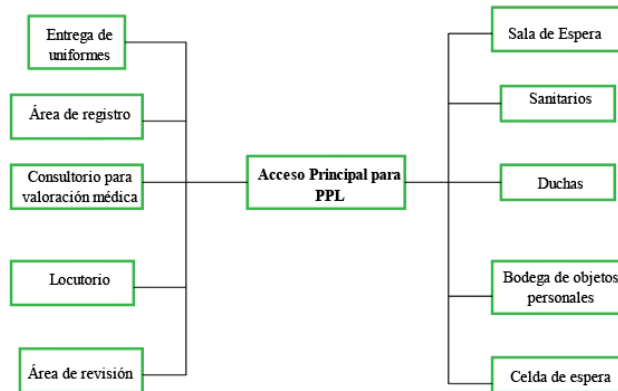 Entrega de
uniformes
Área de registro
Consultorio para
valoración médica
Locutorio
Área de revisión
Acceso Principal para
PPL
Sala de Espera
Sanitarios
Duchas
Bodega de objetos
personales
Celda de espera